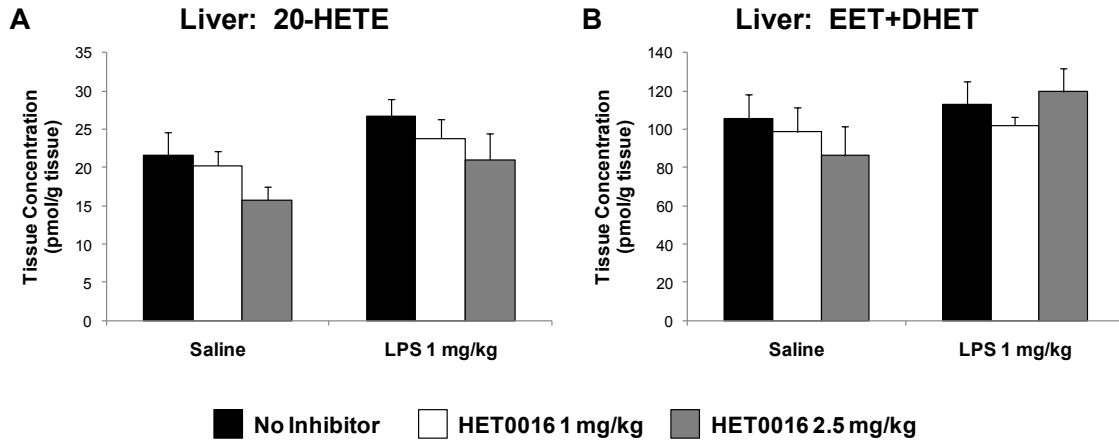 A
Liver: 20-HETE
Tissue Concentration
(pmol/g tissue)
35
30
25
20
15
10
5
0
Saline
LPS 1 mg/kg
B
Liver: EET+DHET
Tissue Concentration
(pmol/g tissue)
140
120
100
80
60
40
20
0
Saline
LPS 1 mg/kg
No Inhibitor
HET0016 1 mg/kg
HET0016 2.5 mg/kg